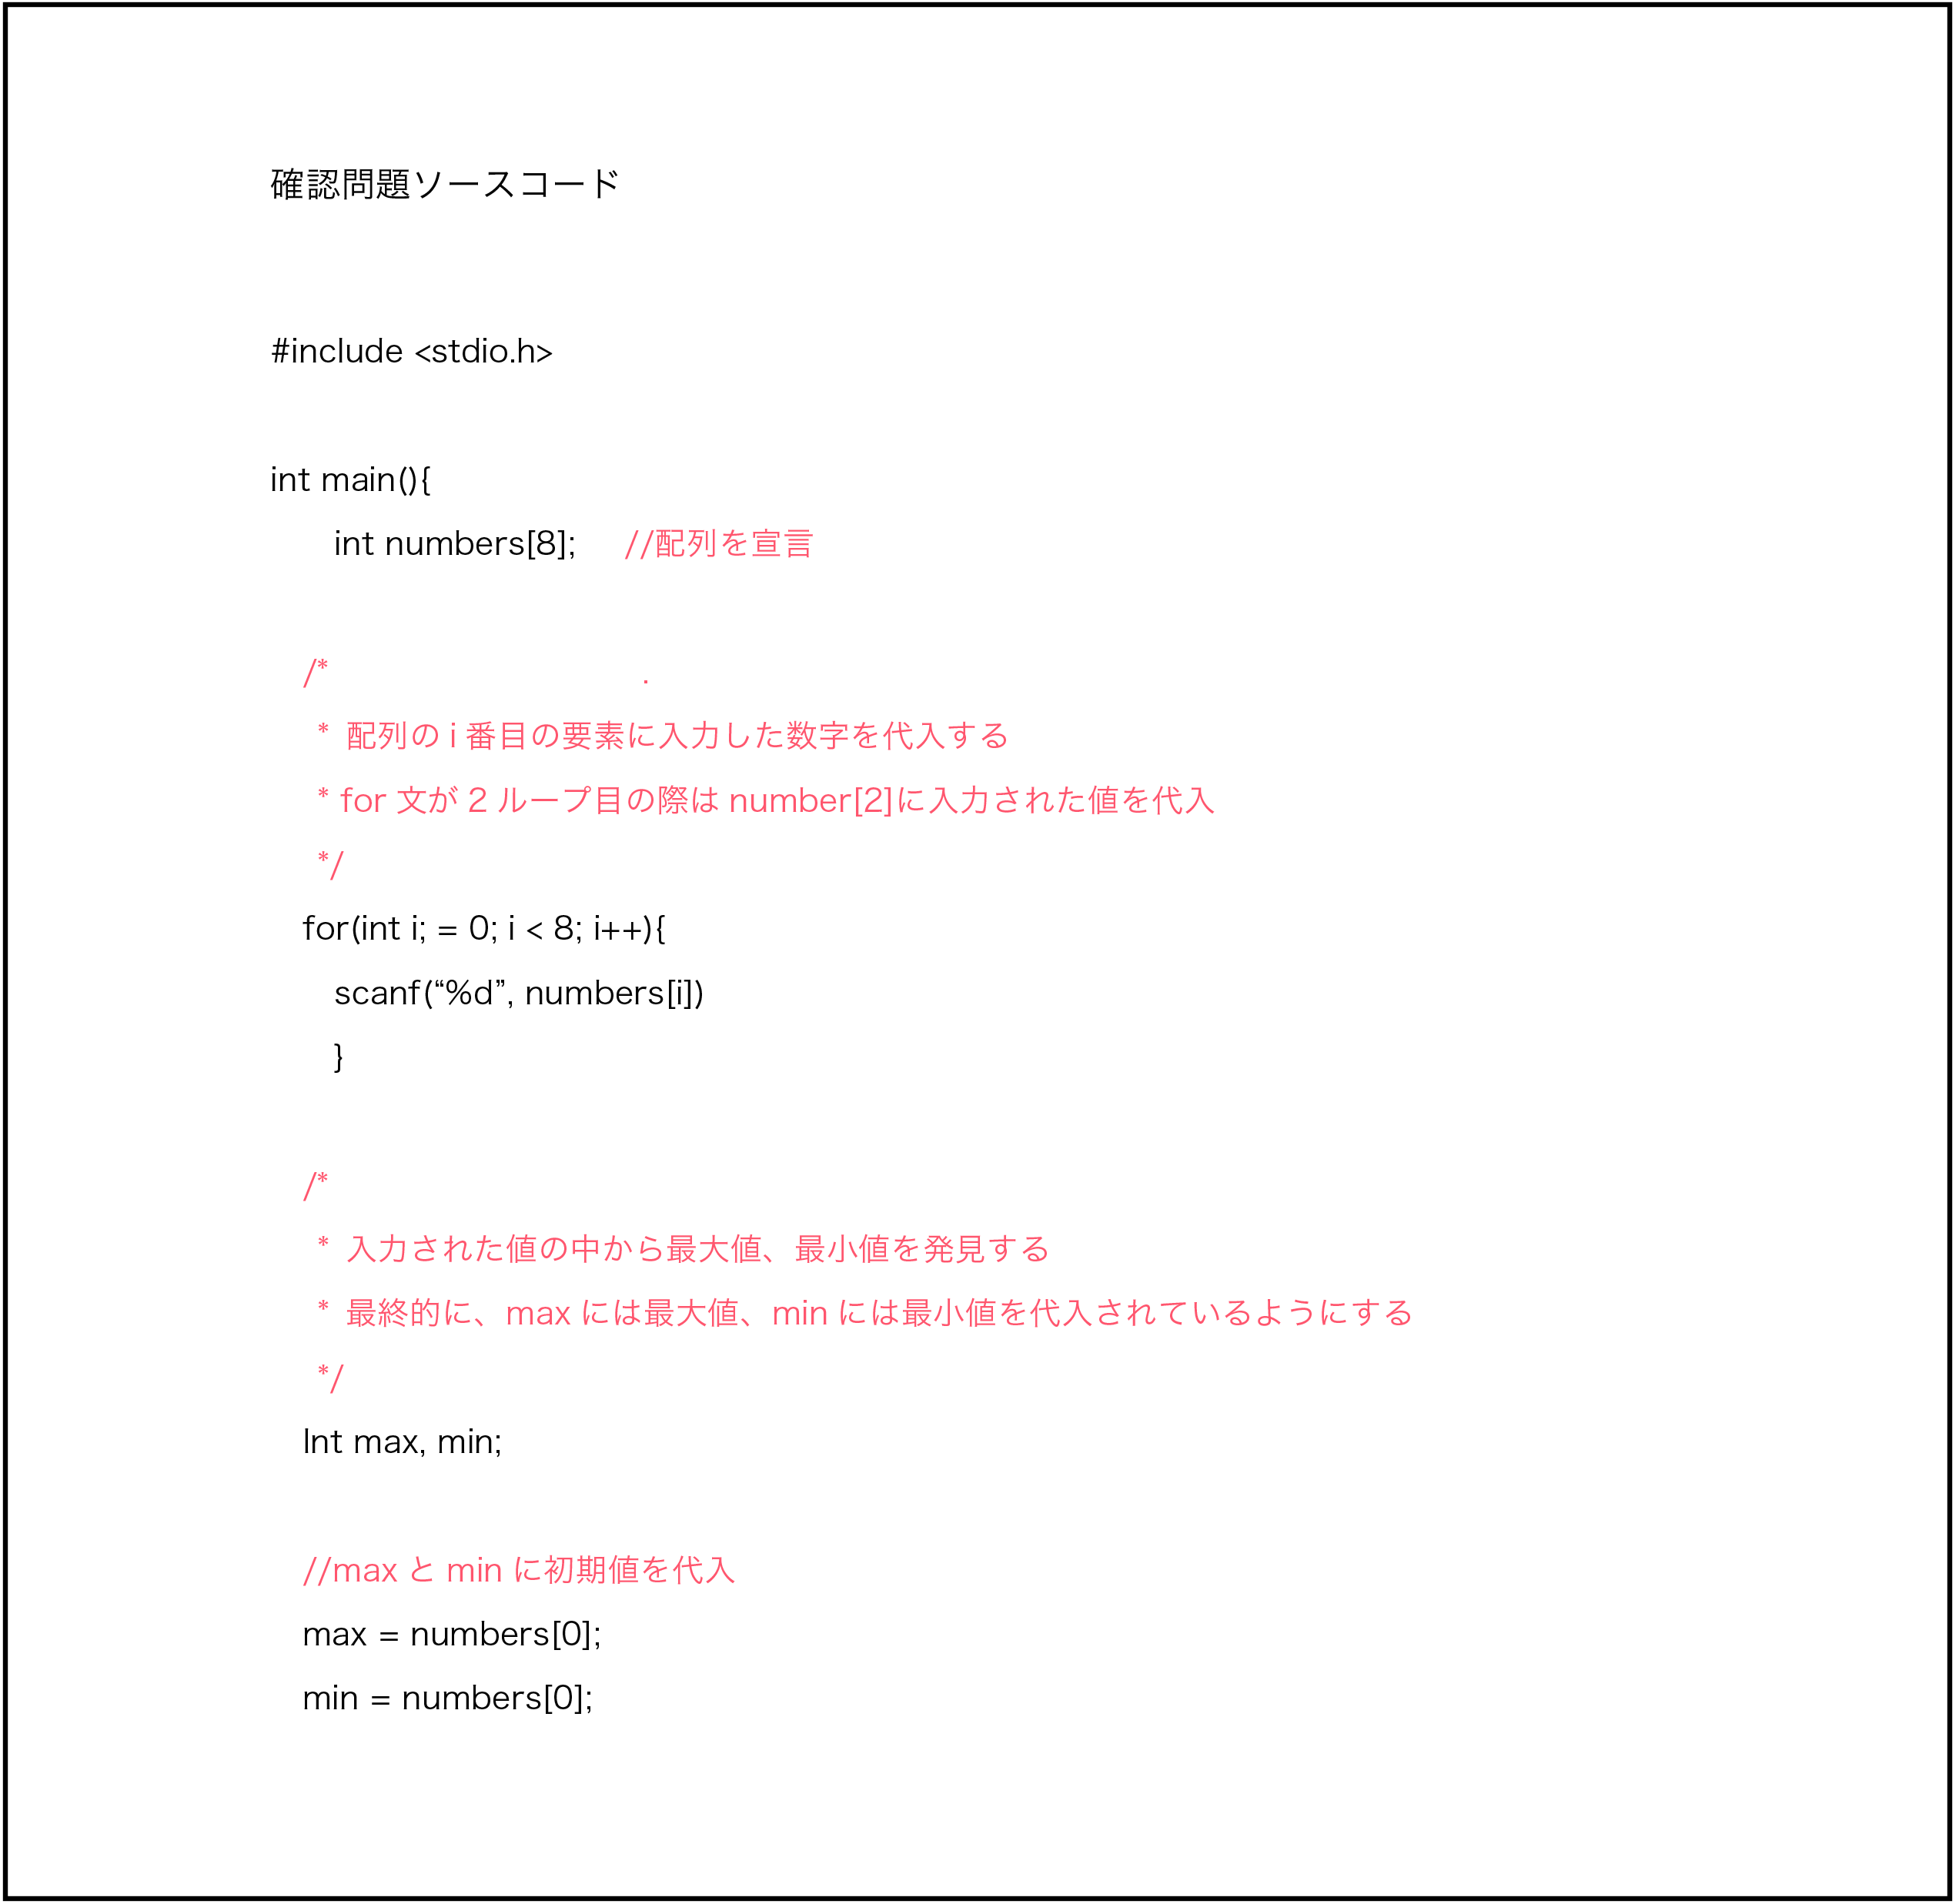 確認問題ソースコード
#include <stdio.h>
int main(){
int numbers[8]; //配列を宣言
/* .
* 配列の i 番目の要素に入力した数字を代入する
* for 文が 2 ループ目の際は number[2]に入力された値を代入
*/
for(int i; = 0; i < 8; i++){
scanf(“%d”, numbers[i])
}
/*
* 入力された値の中から最大値、最小値を発見する
* 最終的に、max には最大値、min には最小値を代入されているようにする
*/
Int max, min;
//max と min に初期値を代入
max = numbers[0];
min = numbers[0];